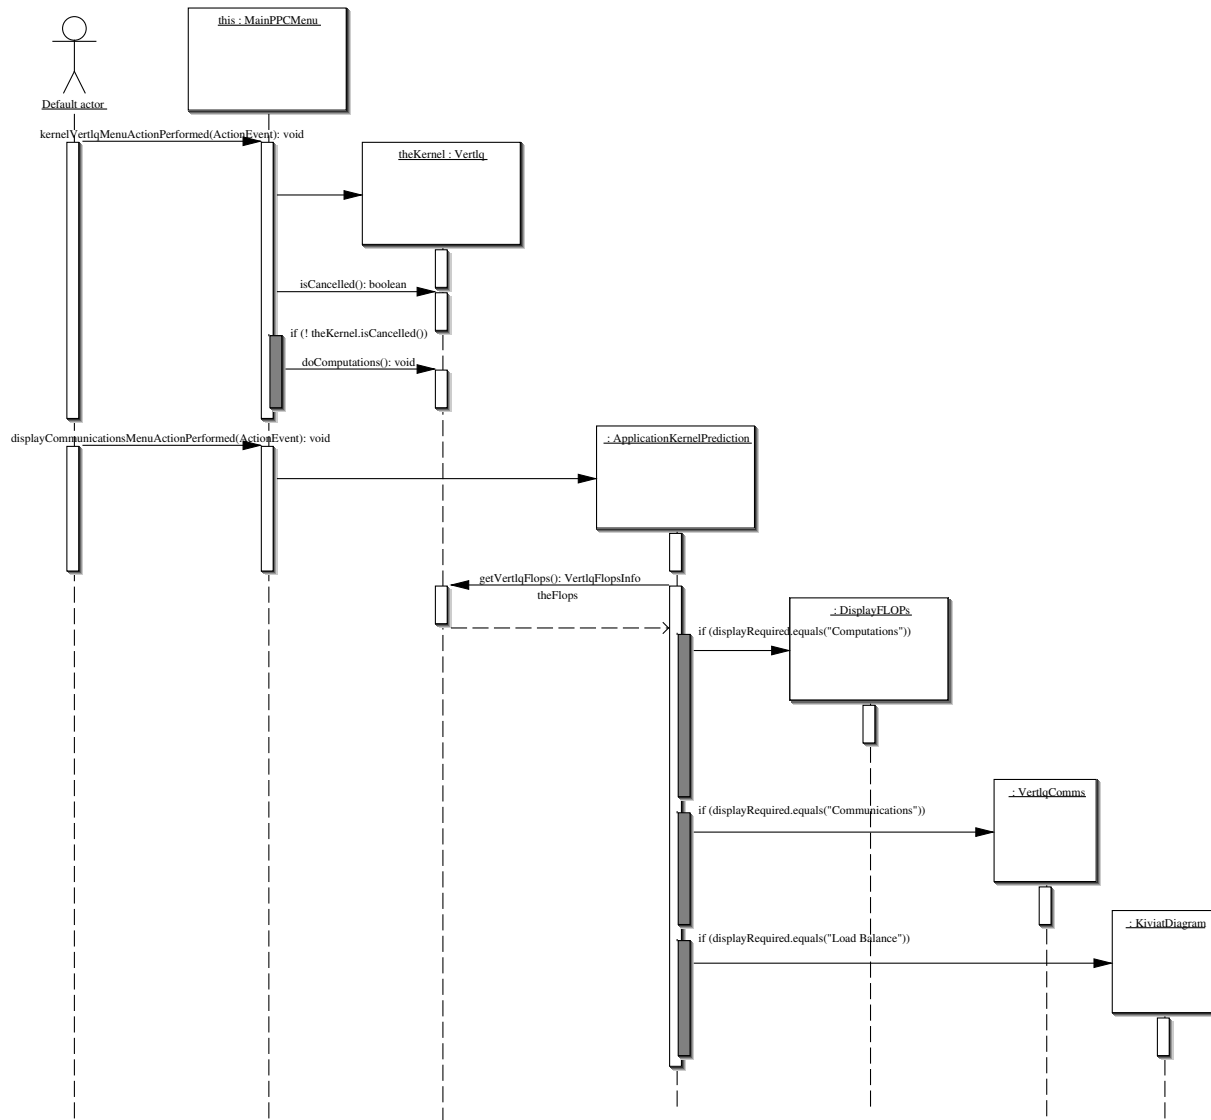 this : MainPPCMenu
Default actor
kernelVertlqMenuActionPerformed(ActionEvent): void
theKernel : Vertlq
isCancelled(): boolean
if (! theKernel.isCancelled())
doComputations(): void
displayCommunicationsMenuActionPerformed(ActionEvent): void
: ApplicationKernelPrediction
getVertlqFlops(): VertlqFlopsInfo
theFlops
: DisplayFLOPs
if (displayRequired.equals("Computations"))
: VertlqComms
if (displayRequired.equals("Communications"))
: KiviatDiagram
if (displayRequired.equals("Load Balance"))